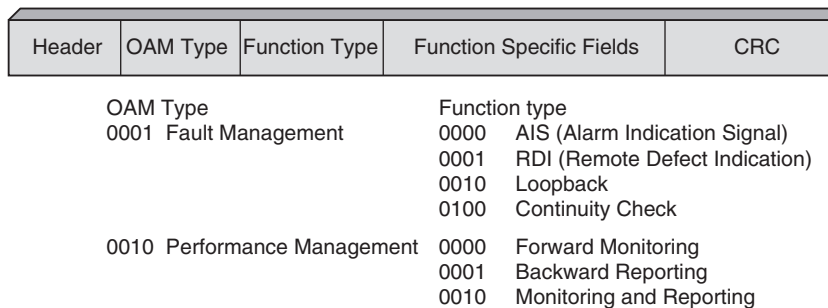 Header OAM Type Function Type Function Specific Fields CRC
OAM Type Function type
0001 Fault Management 0000 AIS (Alarm Indication Signal)
0001 RDI (Remote Defect Indication)
0010 Loopback
0100 Continuity Check
0010 Performance Management 0000 Forward Monitoring
0001 Backward Reporting
0010 Monitoring and Reporting